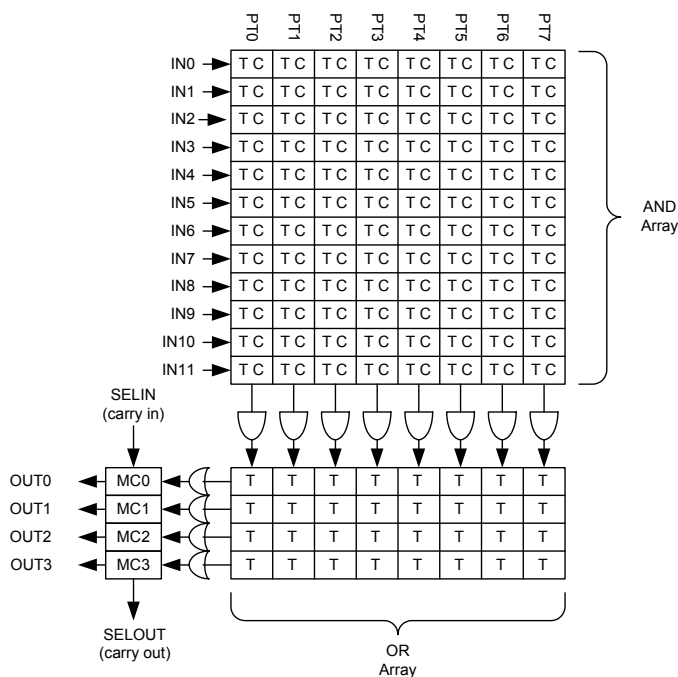 PT0 PT1 PT2 PT3 PT4 PT5 PT6 PT7
IN0 T C T C T C T C T C T C T C T C
IN1 T C T C T C T C T C T C T C T C
IN2 T C T C T C T C T C T C T C T C
IN3 T C T C T C T C T C T C T C T C
IN4 T C T C T C T C T C T C T C T C
IN5 T C T C T C T C T C T C T C T C
IN6 T C T C T C T C T C T C T C T C
IN7 T C T C T C T C T C T C T C T C
IN8 T C T C T C T C T C T C T C T C
IN9 T C T C T C T C T C T C T C T C
IN10 T C T C T C T C T C T C T C T C
IN11 T C T C T C T C T C T C T C T C
AND
Array
SELIN
(carry in)
OUT0 MC0 T T T T T T T T
OUT1 MC1 T T T T T T T T
OUT2 MC2 T T T T T T T T
OUT3 MC3 T T T T T T T T
SELOUT
(carry out)
OR
Array